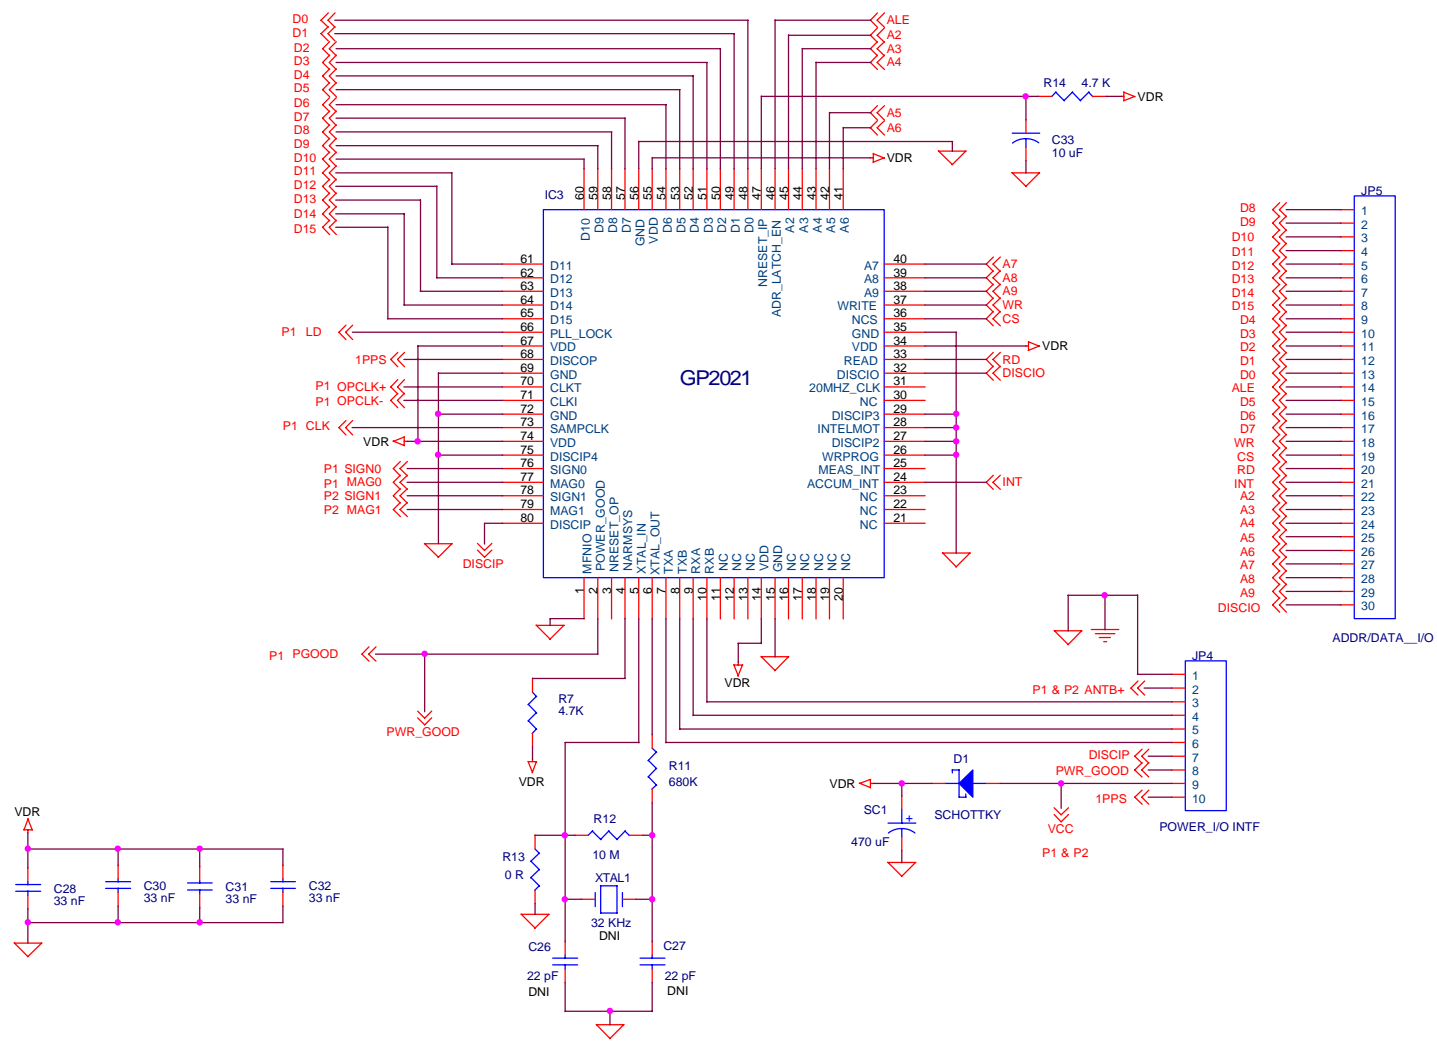 D0
D1
D2
D3
D4
D5
D6
D7
D8
D9
D10
D11
D12
D13
D14
D15
ALE
A2
A3
A4
R14 4.7 K
VDR
A5
A6
VDR
C33
10 uF
IC3
60 59 58 57 56 55 54 53 52 51 50 49 48 47 46 45 44 43 42 41
D10 D9 D8 D7 GND VDD D6 D5 D4 D3 D2 D1 D0 NRESET_IP ADR_LATCH_EN A2 A3 A4 A5 A6
61 D11
62 D12
63 D13
64 D14
65 D15
P1 LD 66 PLL_LOCK
67 VDD
1PPS 68 DISCOP
69 GND
P1 OPCLK+ 70 CLKT
P1 OPCLK- 71 CLKI
72 GND
P1 CLK 73 SAMPCLK
VDR 74 VDD
75 DISCIP4
P1 SIGN0 76 SIGN0
P1 MAG0 77 MAG0
P2 SIGN1 78 SIGN1
P2 MAG1 79 MAG1
80 DISCIP
DISCIP
GP2021
A7 40 A7
A8 39 A8
A9 38 A9
WRITE 37 WR
NCS 36 CS
GND 35
VDD 34 VDR
READ 33 RD
DISCIO 32 DISCIO
20MHZ_CLK 31
NC 30
DISCIP3 29
INTELMOT 28
DISCIP2 27
WRPROG 26
MEAS_INT 25
ACCUM_INT 24 INT
NC 23
NC 22
NC 21
MFNIO POWER_GOOD NRESET_OP NARMSYS XTAL_IN XTAL_OUT TXA TXB RXA RXB NC NC NC VDD GND NC NC NC NC NC
1 2 3 4 5 6 7 8 9 10 11 12 13 14 15 16 17 18 19 20
JP5
D8 1
D9 2
D10 3
D11 4
D12 5
D13 6
D14 7
D15 8
D4 9
D3 10
D2 11
D1 12
D0 13
ALE 14
D5 15
D6 16
D7 17
WR 18
CS 19
RD 20
INT 21
A2 22
A3 23
A4 24
A5 25
A6 26
A7 27
A8 28
A9 29
DISCIO 30
ADDR/DATA__I/O
P1 PGOOD
PWR_GOOD
R7
4.7K
VDR
VDR
JP4
1
P1 & P2 ANTB+ 2
3
4
5
6
DISCIP 7
PWR_GOOD 8
9
1PPS 10
POWER_I/O INTF
VDR
D1
SCHOTTKY
SC1
+
470 uF
VCC
P1 & P2
R11
680K
R12
10 M
R13
0 R
XTAL1
32 KHz
DNI
C26
22 pF
DNI
C27
22 pF
DNI
VDR
C28
33 nF
C30
33 nF
C31
33 nF
C32
33 nF